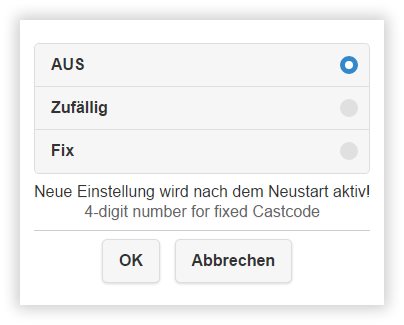 AUS
Zufällig
Fix
Neue Einstellung wird nach dem Neustart aktiv!
4-digit number for fixed Castcode
OK Abbrechen